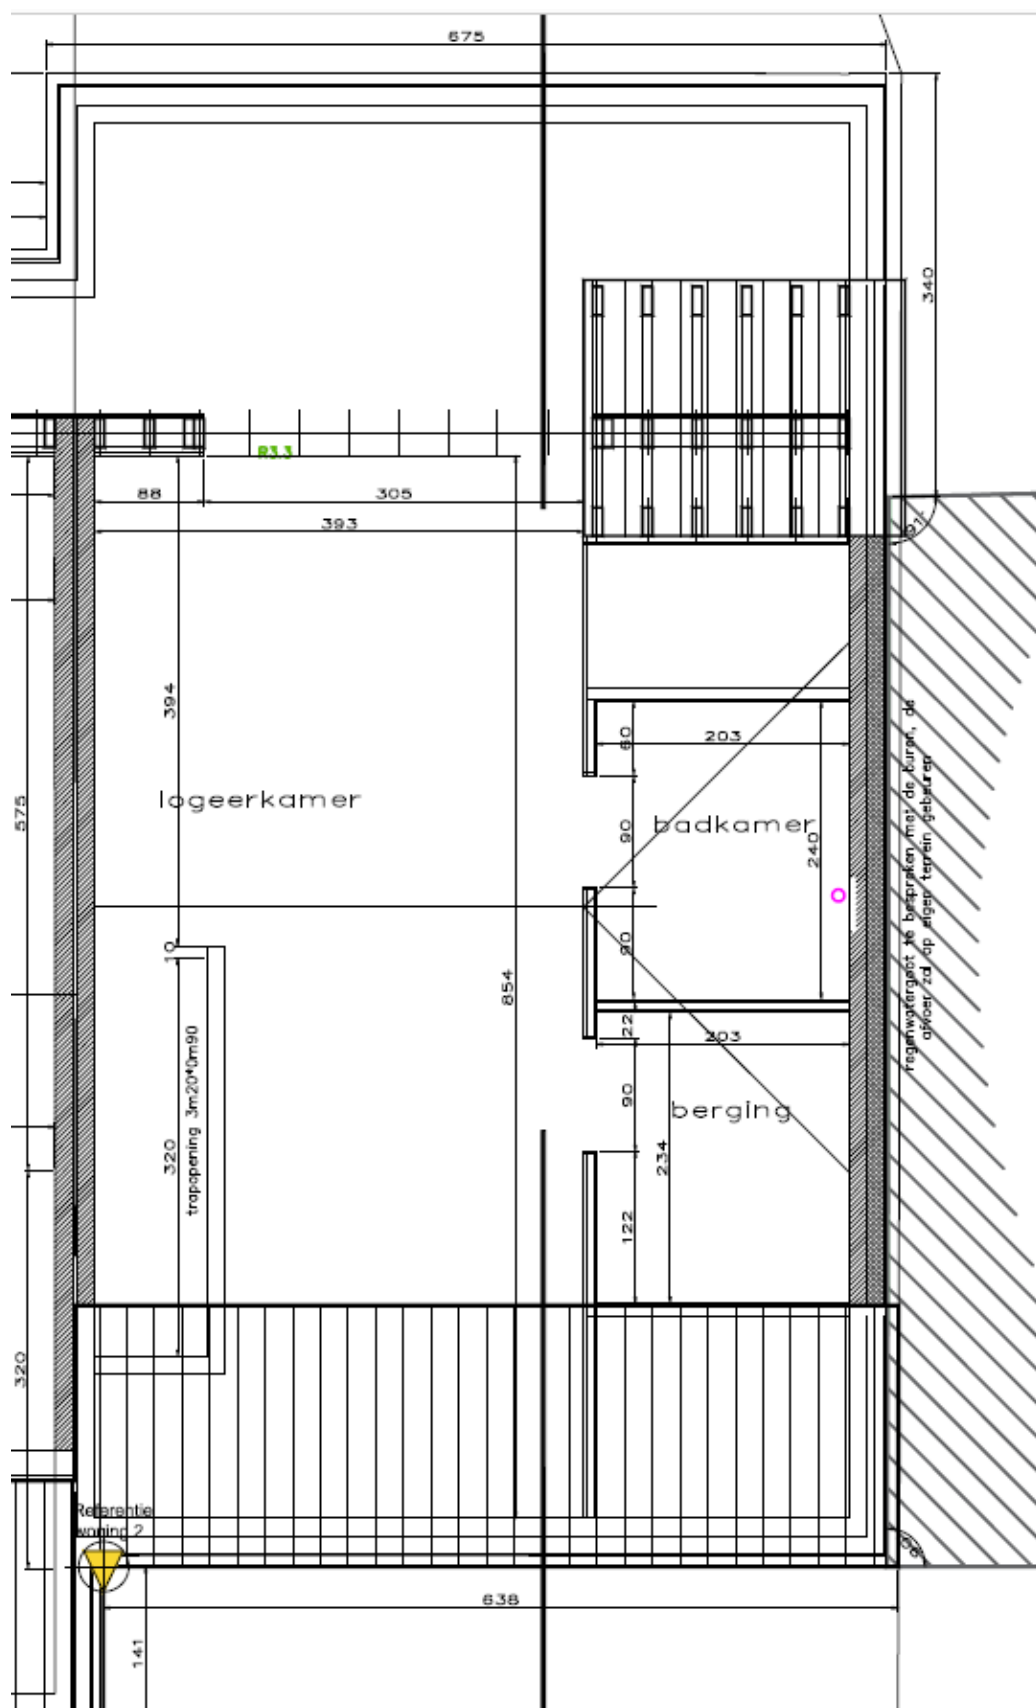 675
340
R3.3
88
305
393
91°
394
60
203
logeerkamer
575
90
badkamer
240
regenwatergoot te bespreken met de buren, de
afvoer zal op eigen terrein gebeuren
90
10
854
22
203
trapopening 3m20*0m90
320
90
berging
234
122
320
Referentie
woning 2
638
141